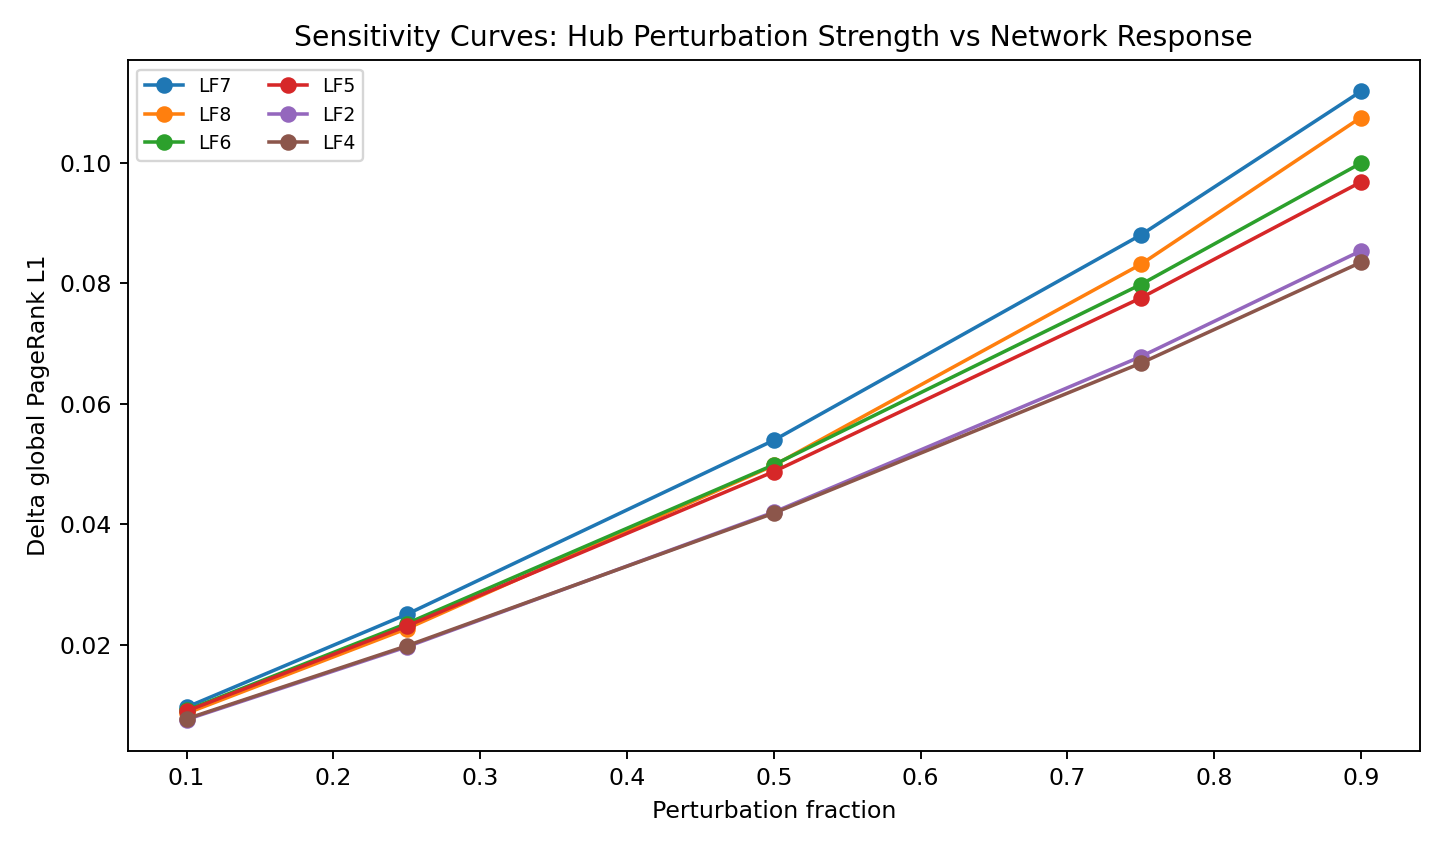 Sensitivity Curves: Hub Perturbation Strength vs Network Response
LF7 LF5
LF8 LF2
LF6 LF4
Delta global PageRank L1
0.10
0.08
0.06
0.04
0.02
0.1 0.2 0.3 0.4 0.5 0.6 0.7 0.8 0.9
Perturbation fraction